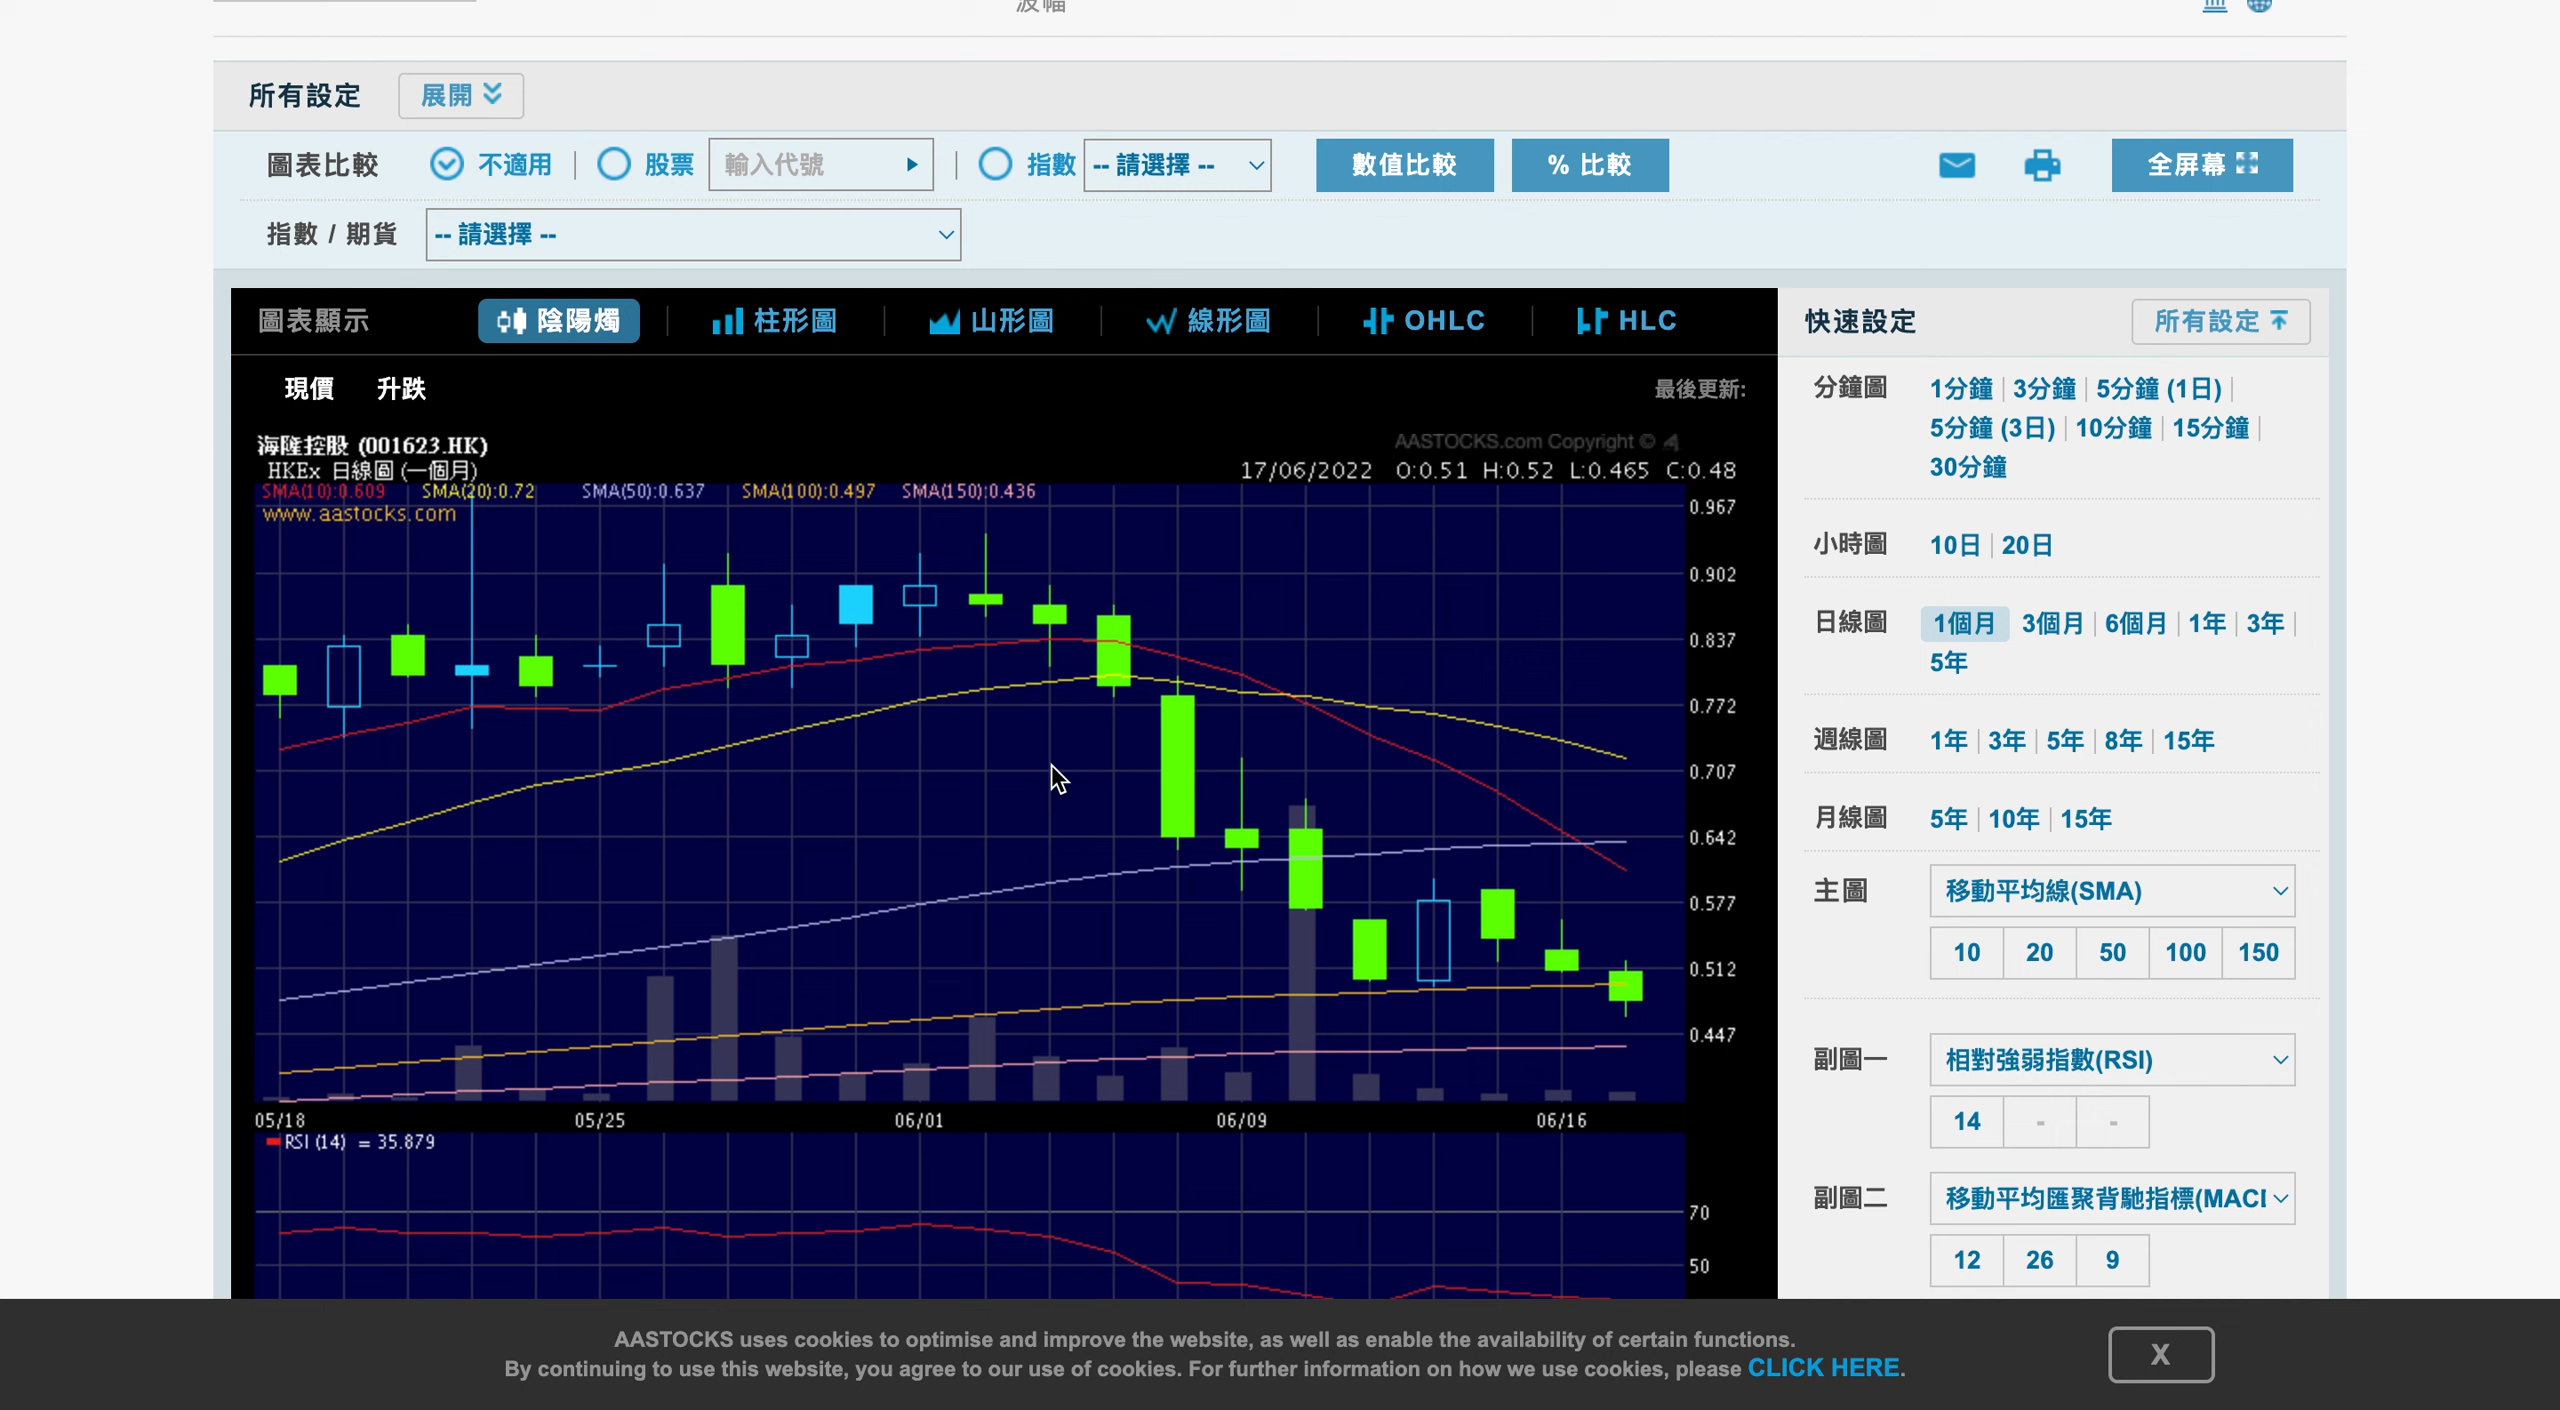 波幅
所有設定 展開
圖表比較 不適用 股票 輸入代號 指數 -- 請選擇 -- 數值比較 % 比較 全屏幕
指數 / 期貨 -- 請選擇 --
圖表顯示 陰陽燭 柱形圖 山形圖 線形圖 OHLC HLC
現價 升跌 最後更新:
海隆控股 (001623.HK) AASTOCKS.com Copyright ©
HKEx 日線圖 (一個月) 17/06/2022 O:0.51 H:0.52 L:0.465 C:0.48
SMA(10):0.609 SMA(20):0.72 SMA(50):0.637 SMA(100):0.497 SMA(150):0.436
www.aastocks.com
0.967
0.902
0.837
0.772
0.707
0.642
0.577
0.512
0.447
05/18 05/25 06/01 06/09 06/16
RSI (14) = 35.879
70
50
快速設定 所有設定
分鐘圖 1分鐘 3分鐘 5分鐘 (1日)
5分鐘 (3日) 10分鐘 15分鐘
30分鐘
小時圖 10日 20日
日線圖 1個月 3個月 6個月 1年 3年
5年
週線圖 1年 3年 5年 8年 15年
月線圖 5年 10年 15年
主圖 移動平均線(SMA)
10 20 50 100 150
副圖一 相對強弱指數(RSI)
14 - -
副圖二 移動平均匯聚背馳指標(MAC
12 26 9
AASTOCKS uses cookies to optimise and improve the website, as well as enable the availability of certain functions.
By continuing to use this website, you agree to our use of cookies. For further information on how we use cookies, please CLICK HERE.
X